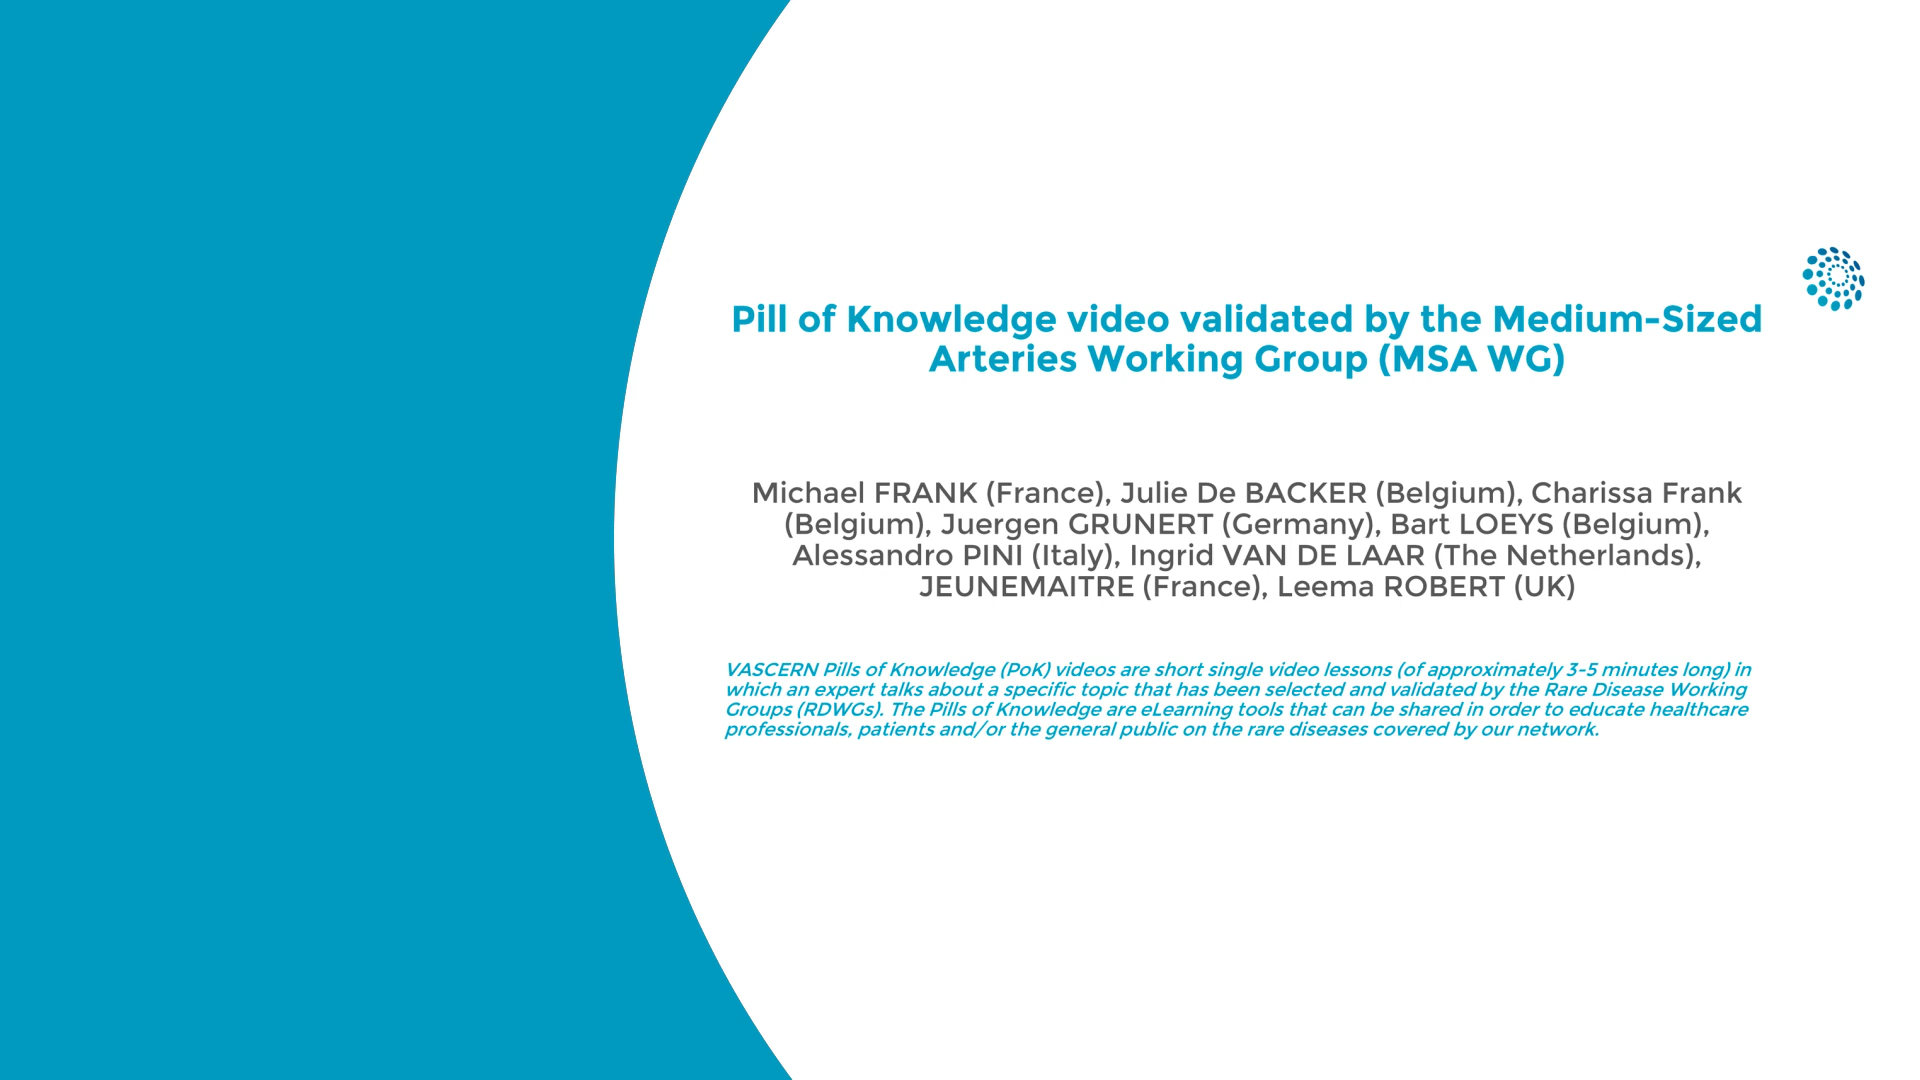 Pill of Knowledge video validated by the Medium-Sized
Arteries Working Group (MSA WG)
Michael FRANK (France), Julie De BACKER (Belgium), Charissa Frank
(Belgium), Juergen GRUNERT (Germany), Bart LOEYS (Belgium),
Alessandro PINI (Italy), Ingrid VAN DE LAAR (The Netherlands),
JEUNEMAITRE (France), Leema ROBERT (UK)
VASCERN Pills of Knowledge (PoK) videos are short single video lessons (of approximately 3-5 minutes long) in
which an expert talks about a specific topic that has been selected and validated by the Rare Disease Working
Groups (RDWGs). The Pills of Knowledge are eLearning tools that can be shared in order to educate healthcare
professionals, patients and/or the general public on the rare diseases covered by our network.